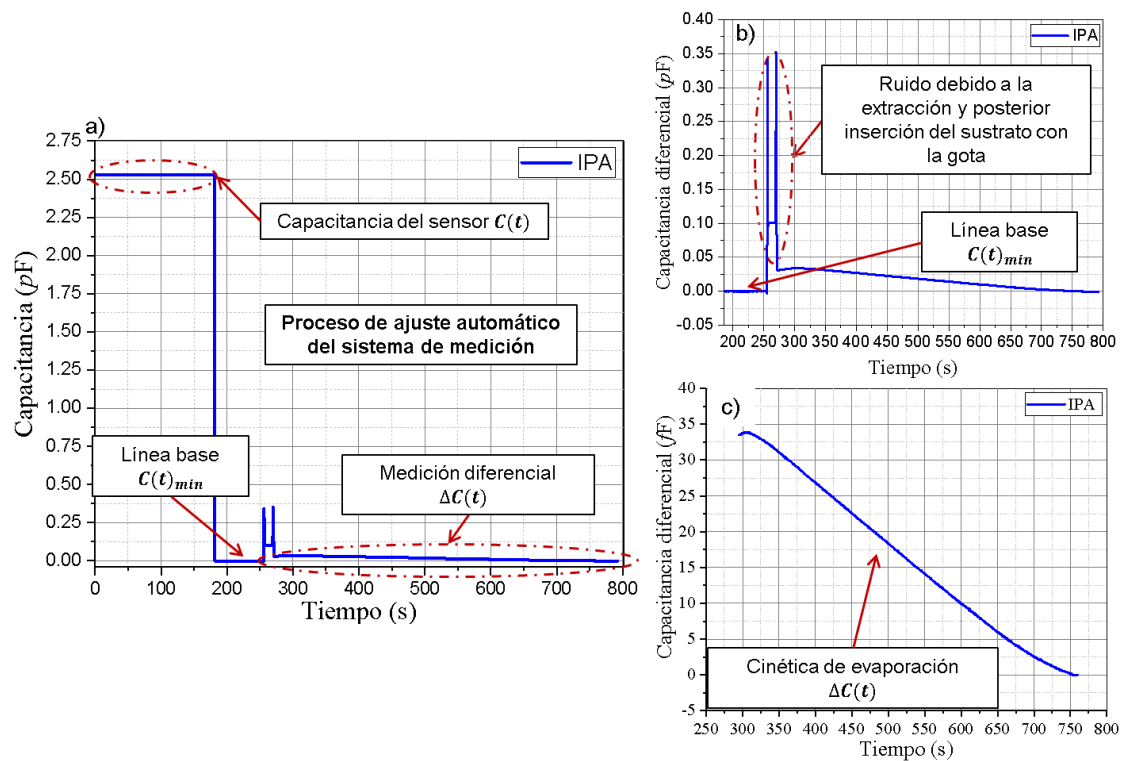 a)
IPA
2.75
2.50
2.25
2.00
1.75
1.50
1.25
1.00
0.75
0.50
0.25
0.00
Capacitancia (pF)
Capacitancia del sensor C(t)
Proceso de ajuste automático
del sistema de medición
Línea base
C(t)min
Medición diferencial
ΔC(t)
0 100 200 300 400 500 600 700 800
Tiempo (s)
b)
IPA
0.40
0.35
0.30
0.25
0.20
0.15
0.10
0.05
0.00
-0.05
Capacitancia diferencial (pF)
Ruido debido a la
extracción y posterior
inserción del sustrato con
la gota
Línea base
C(t)min
200 250 300 350 400 450 500 550 600 650 700 750 800
Tiempo (s)
c)
IPA
40
35
30
25
20
15
10
5
0
-5
Capacitancia diferencial (fF)
Cinética de evaporación
ΔC(t)
250 300 350 400 450 500 550 600 650 700 750 800
Tiempo (s)